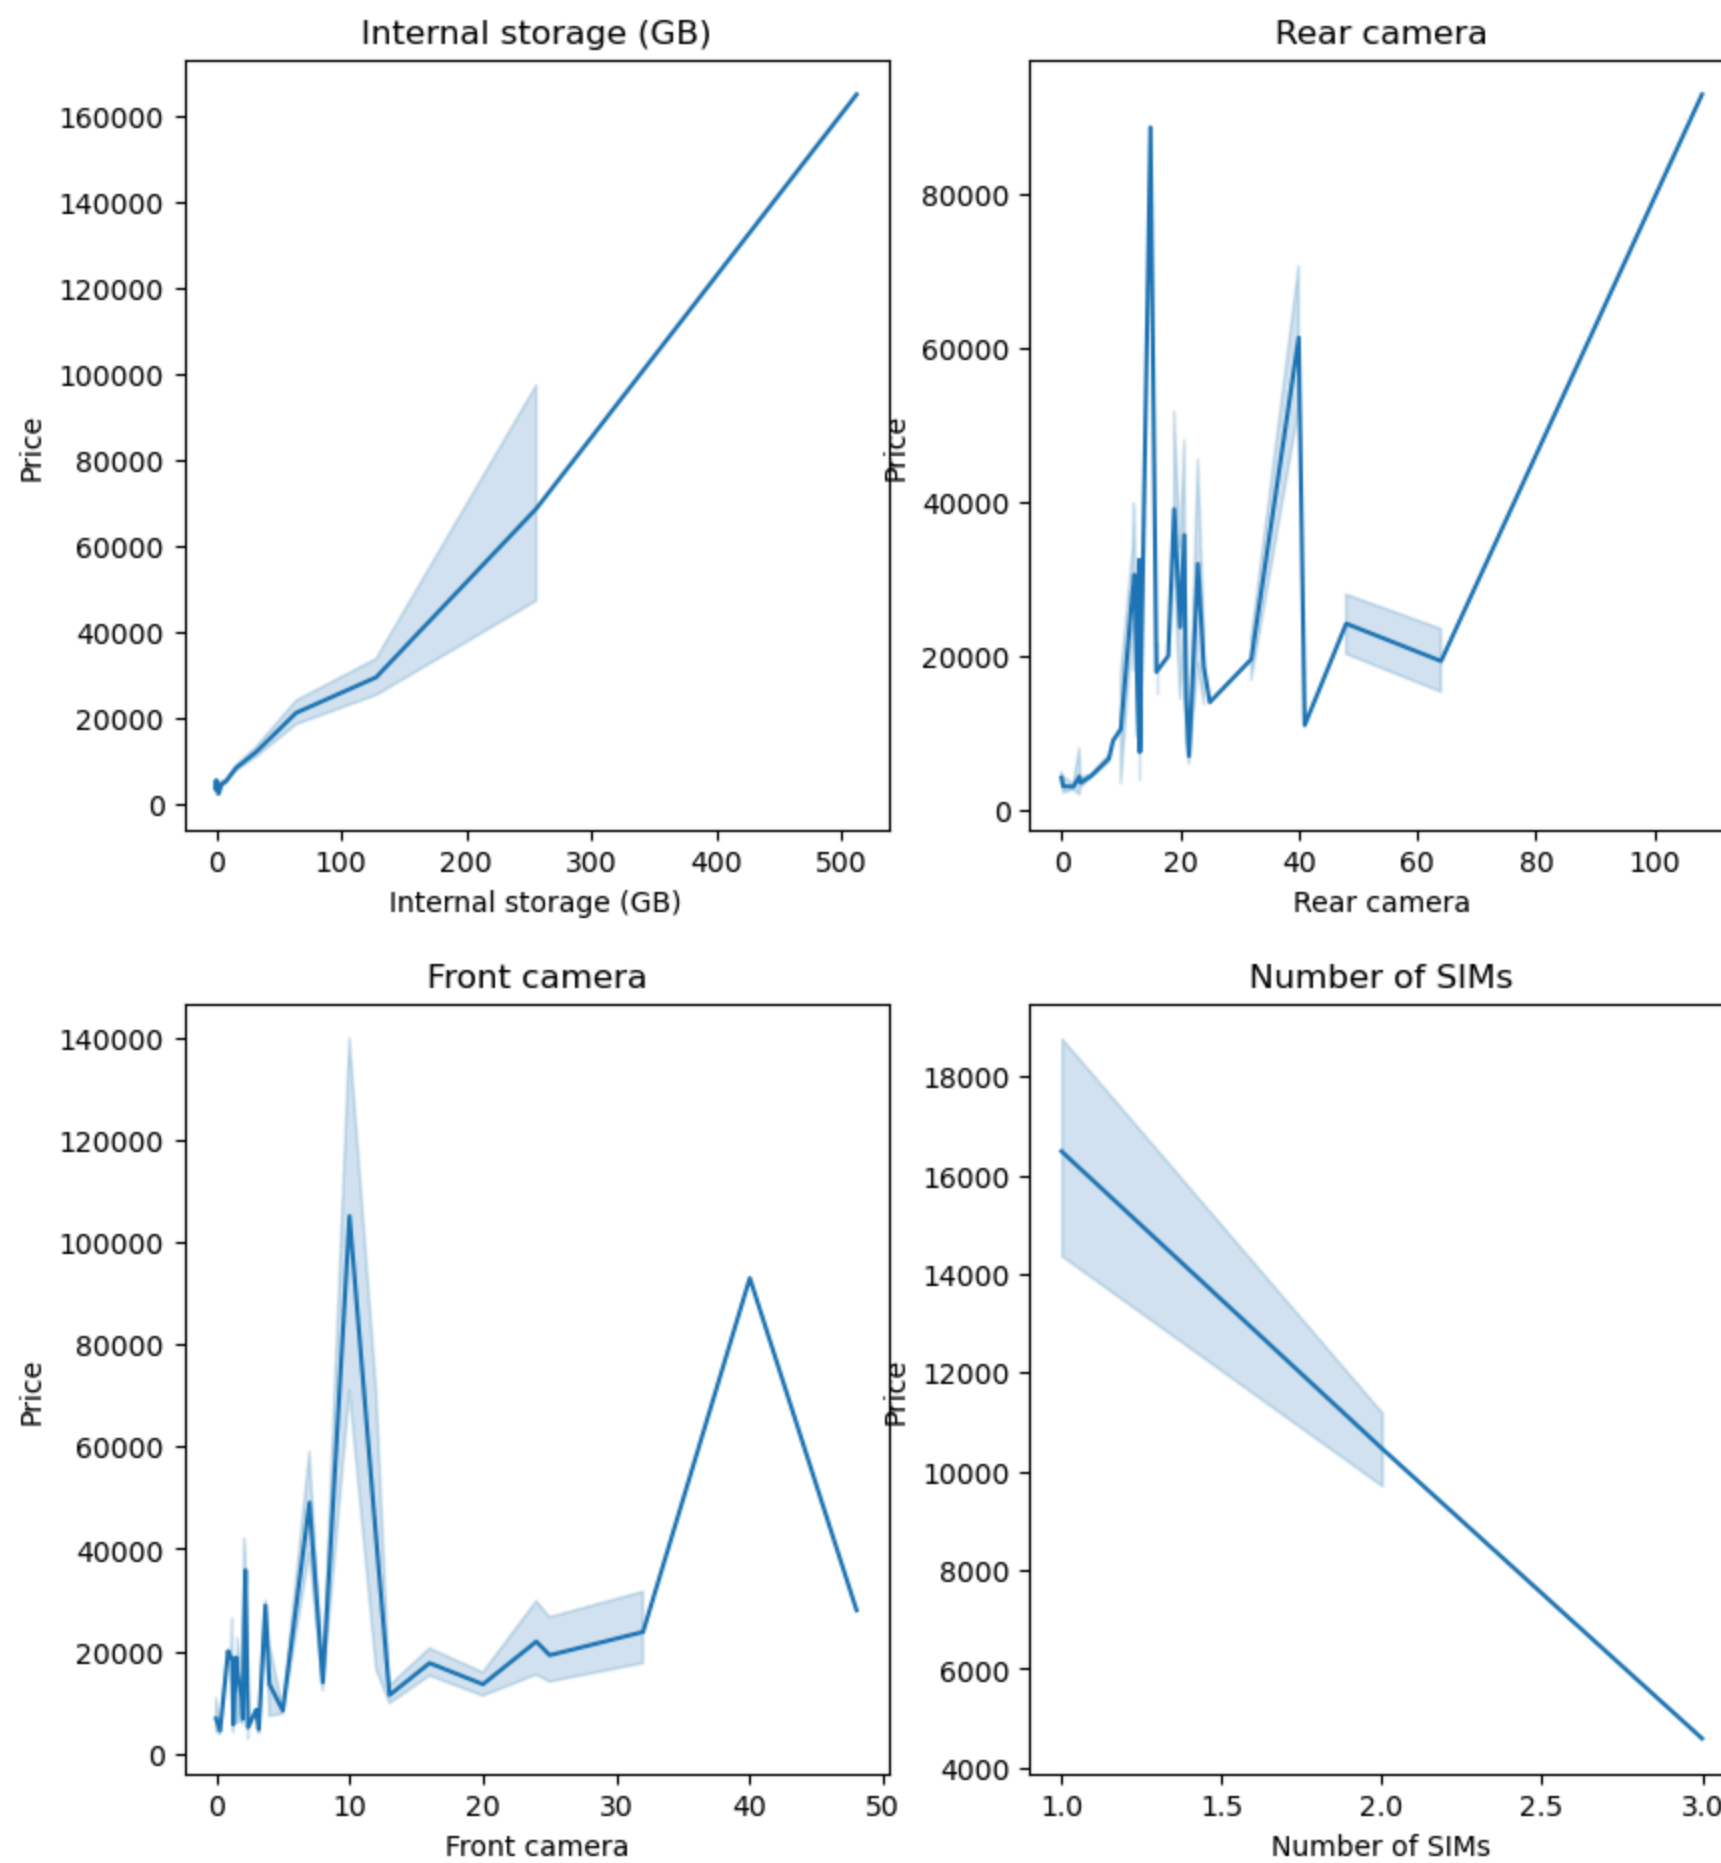 Internal storage (GB)
160000
140000
120000
100000
80000
60000
40000
20000
0
Price
0 100 200 300 400 500
Internal storage (GB)
Rear camera
80000
60000
40000
20000
0
Price
0 20 40 60 80 100
Rear camera
Front camera
140000
120000
100000
80000
60000
40000
20000
0
Price
0 10 20 30 40 50
Front camera
Number of SIMs
18000
16000
14000
12000
10000
8000
6000
4000
Price
1.0 1.5 2.0 2.5 3.0
Number of SIMs